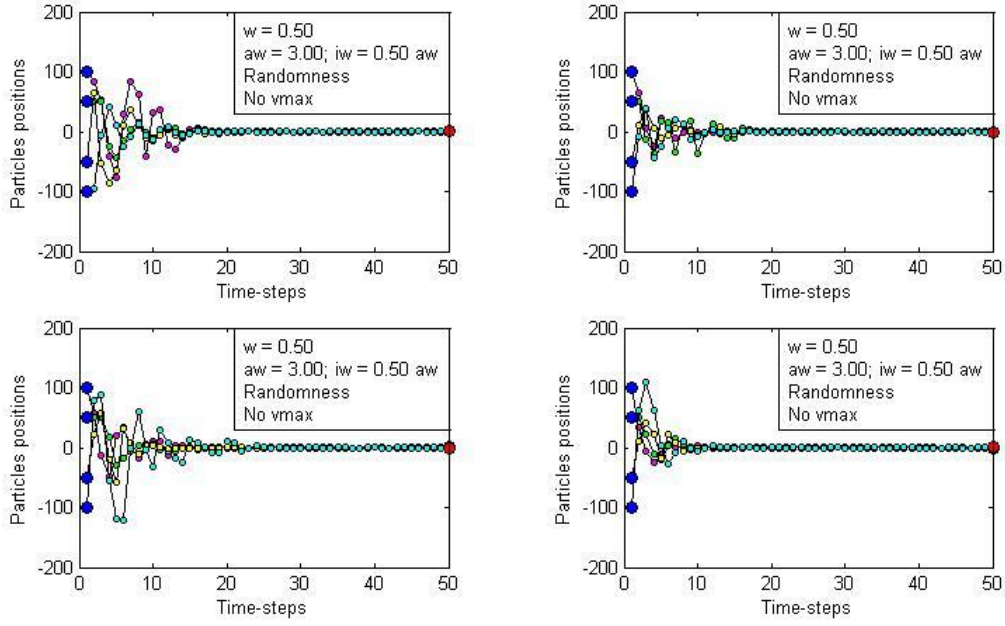 200
100
0
-100
-200
Particles positions
w = 0.50
aw = 3.00; iw = 0.50 aw
Randomness
No vmax
0 10 20 30 40 50
Time-steps
200
100
0
-100
-200
Particles positions
w = 0.50
aw = 3.00; iw = 0.50 aw
Randomness
No vmax
0 10 20 30 40 50
Time-steps
200
100
0
-100
-200
Particles positions
w = 0.50
aw = 3.00; iw = 0.50 aw
Randomness
No vmax
0 10 20 30 40 50
Time-steps
200
100
0
-100
-200
Particles positions
w = 0.50
aw = 3.00; iw = 0.50 aw
Randomness
No vmax
0 10 20 30 40 50
Time-steps